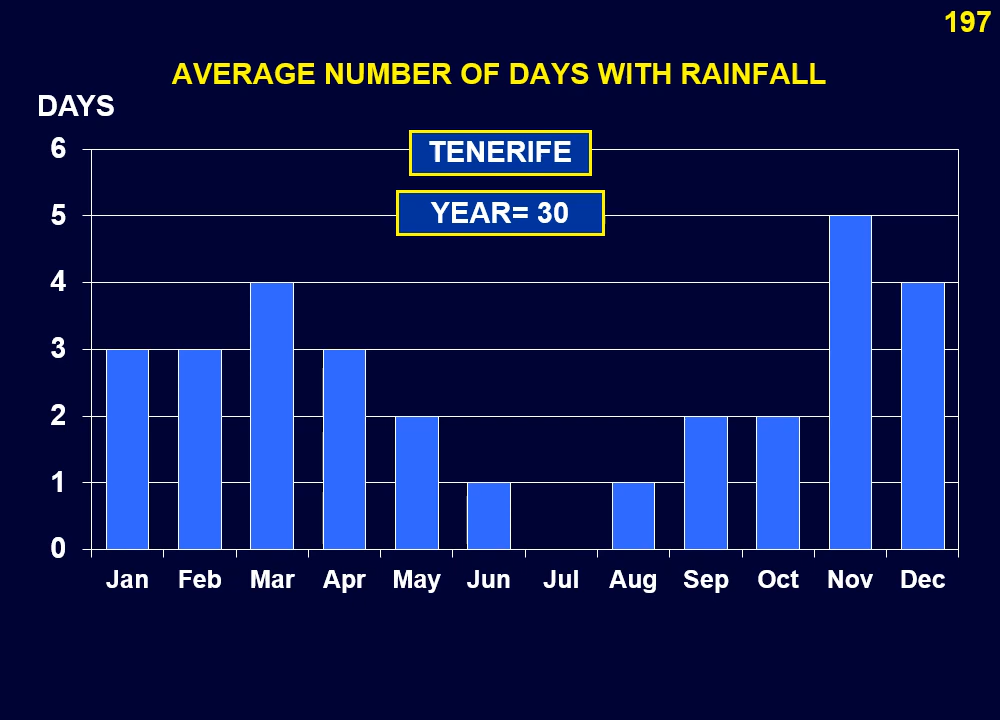 197
AVERAGE NUMBER OF DAYS WITH RAINFALL
DAYS
TENERIFE
YEAR= 30
6
5
4
3
2
1
0
Jan Feb Mar Apr May Jun Jul Aug Sep Oct Nov Dec